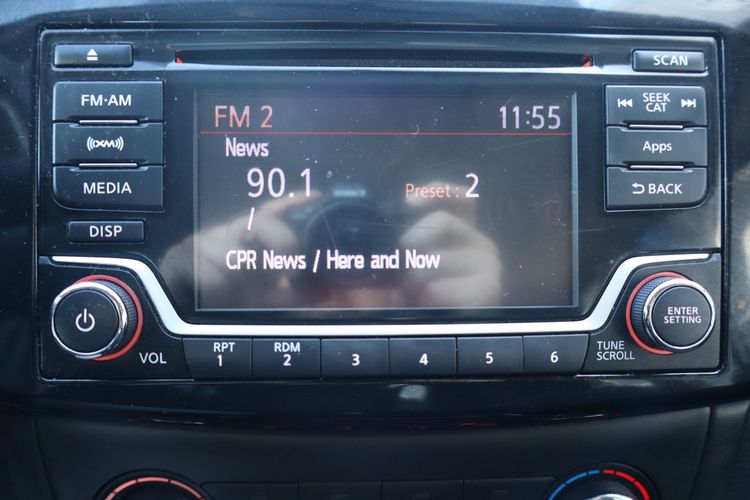 SCAN
FM·AM
SEEK
CAT
XM
Apps
MEDIA
BACK
DISP
FM 2 11:55
News
90.1 Preset : 2
/
CPR News / Here and Now
VOL
RPT
1
RDM
2
3
4
5
6
TUNE
SCROLL
ENTER
SETTING